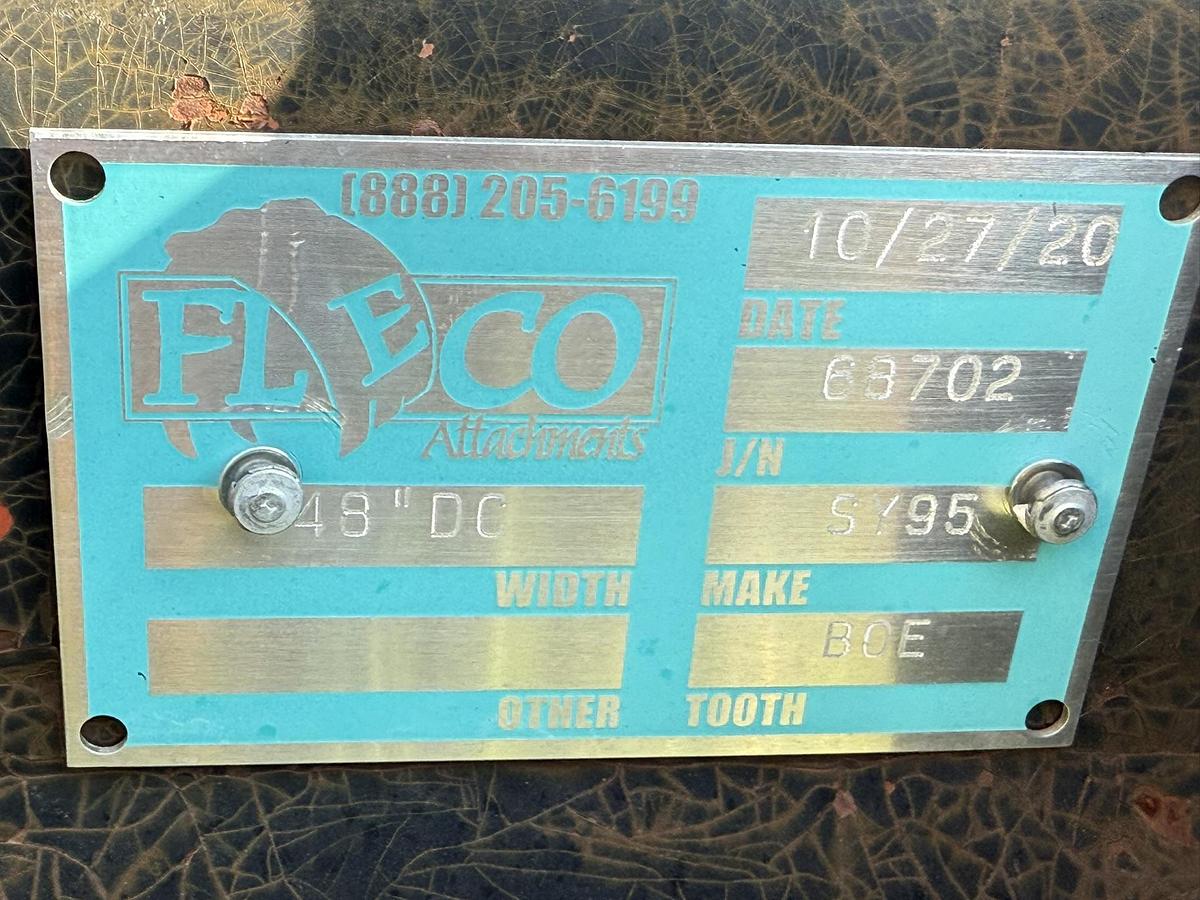 (888) 205-6199
FLECO
Attachments
10/27/20
DATE
68702
J/N
48"DC
WIDTH
SY95
MAKE
OTHER
BOE
TOOTH